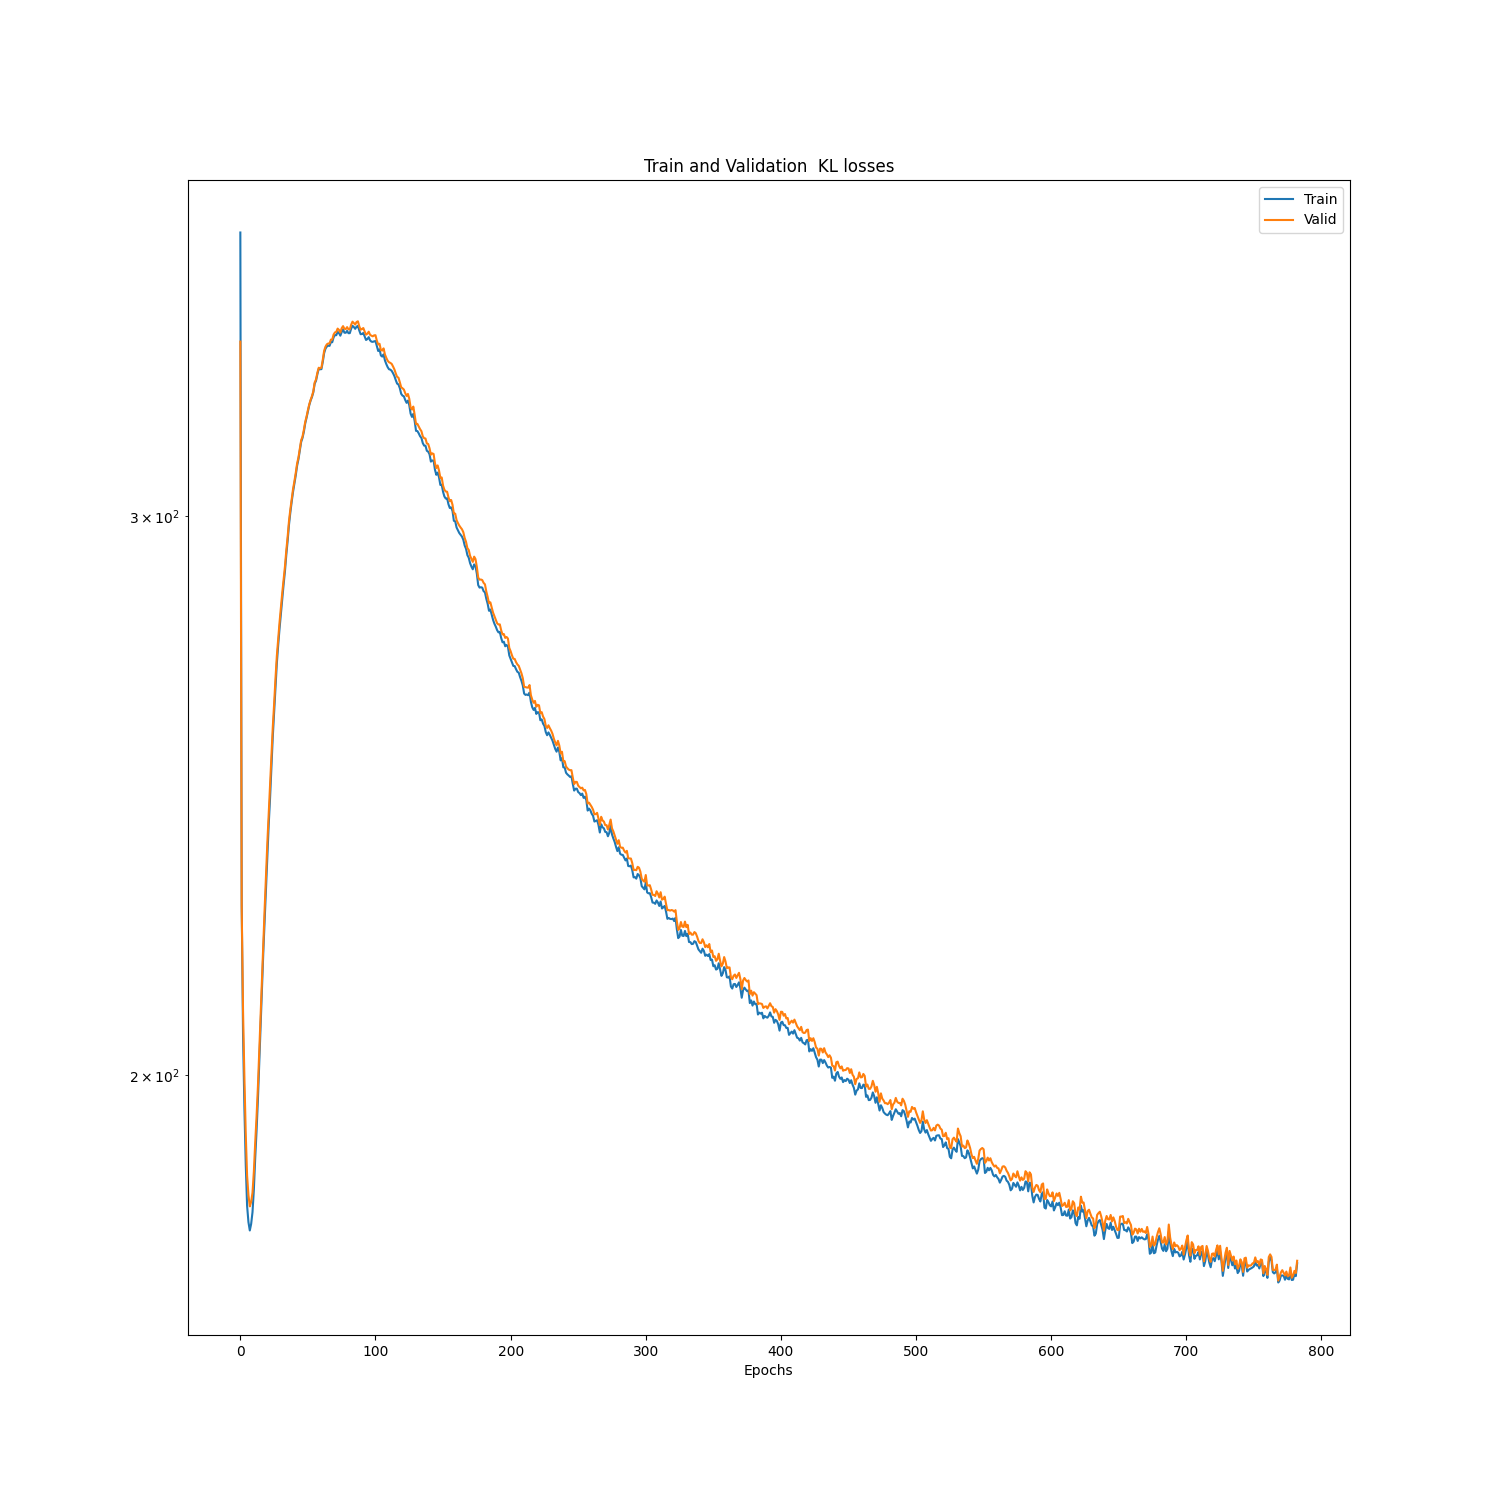 Train and Validation  KL losses
Train
Valid
3 × 10²
2 × 10²
0 100 200 300 400 500 600 700 800
Epochs